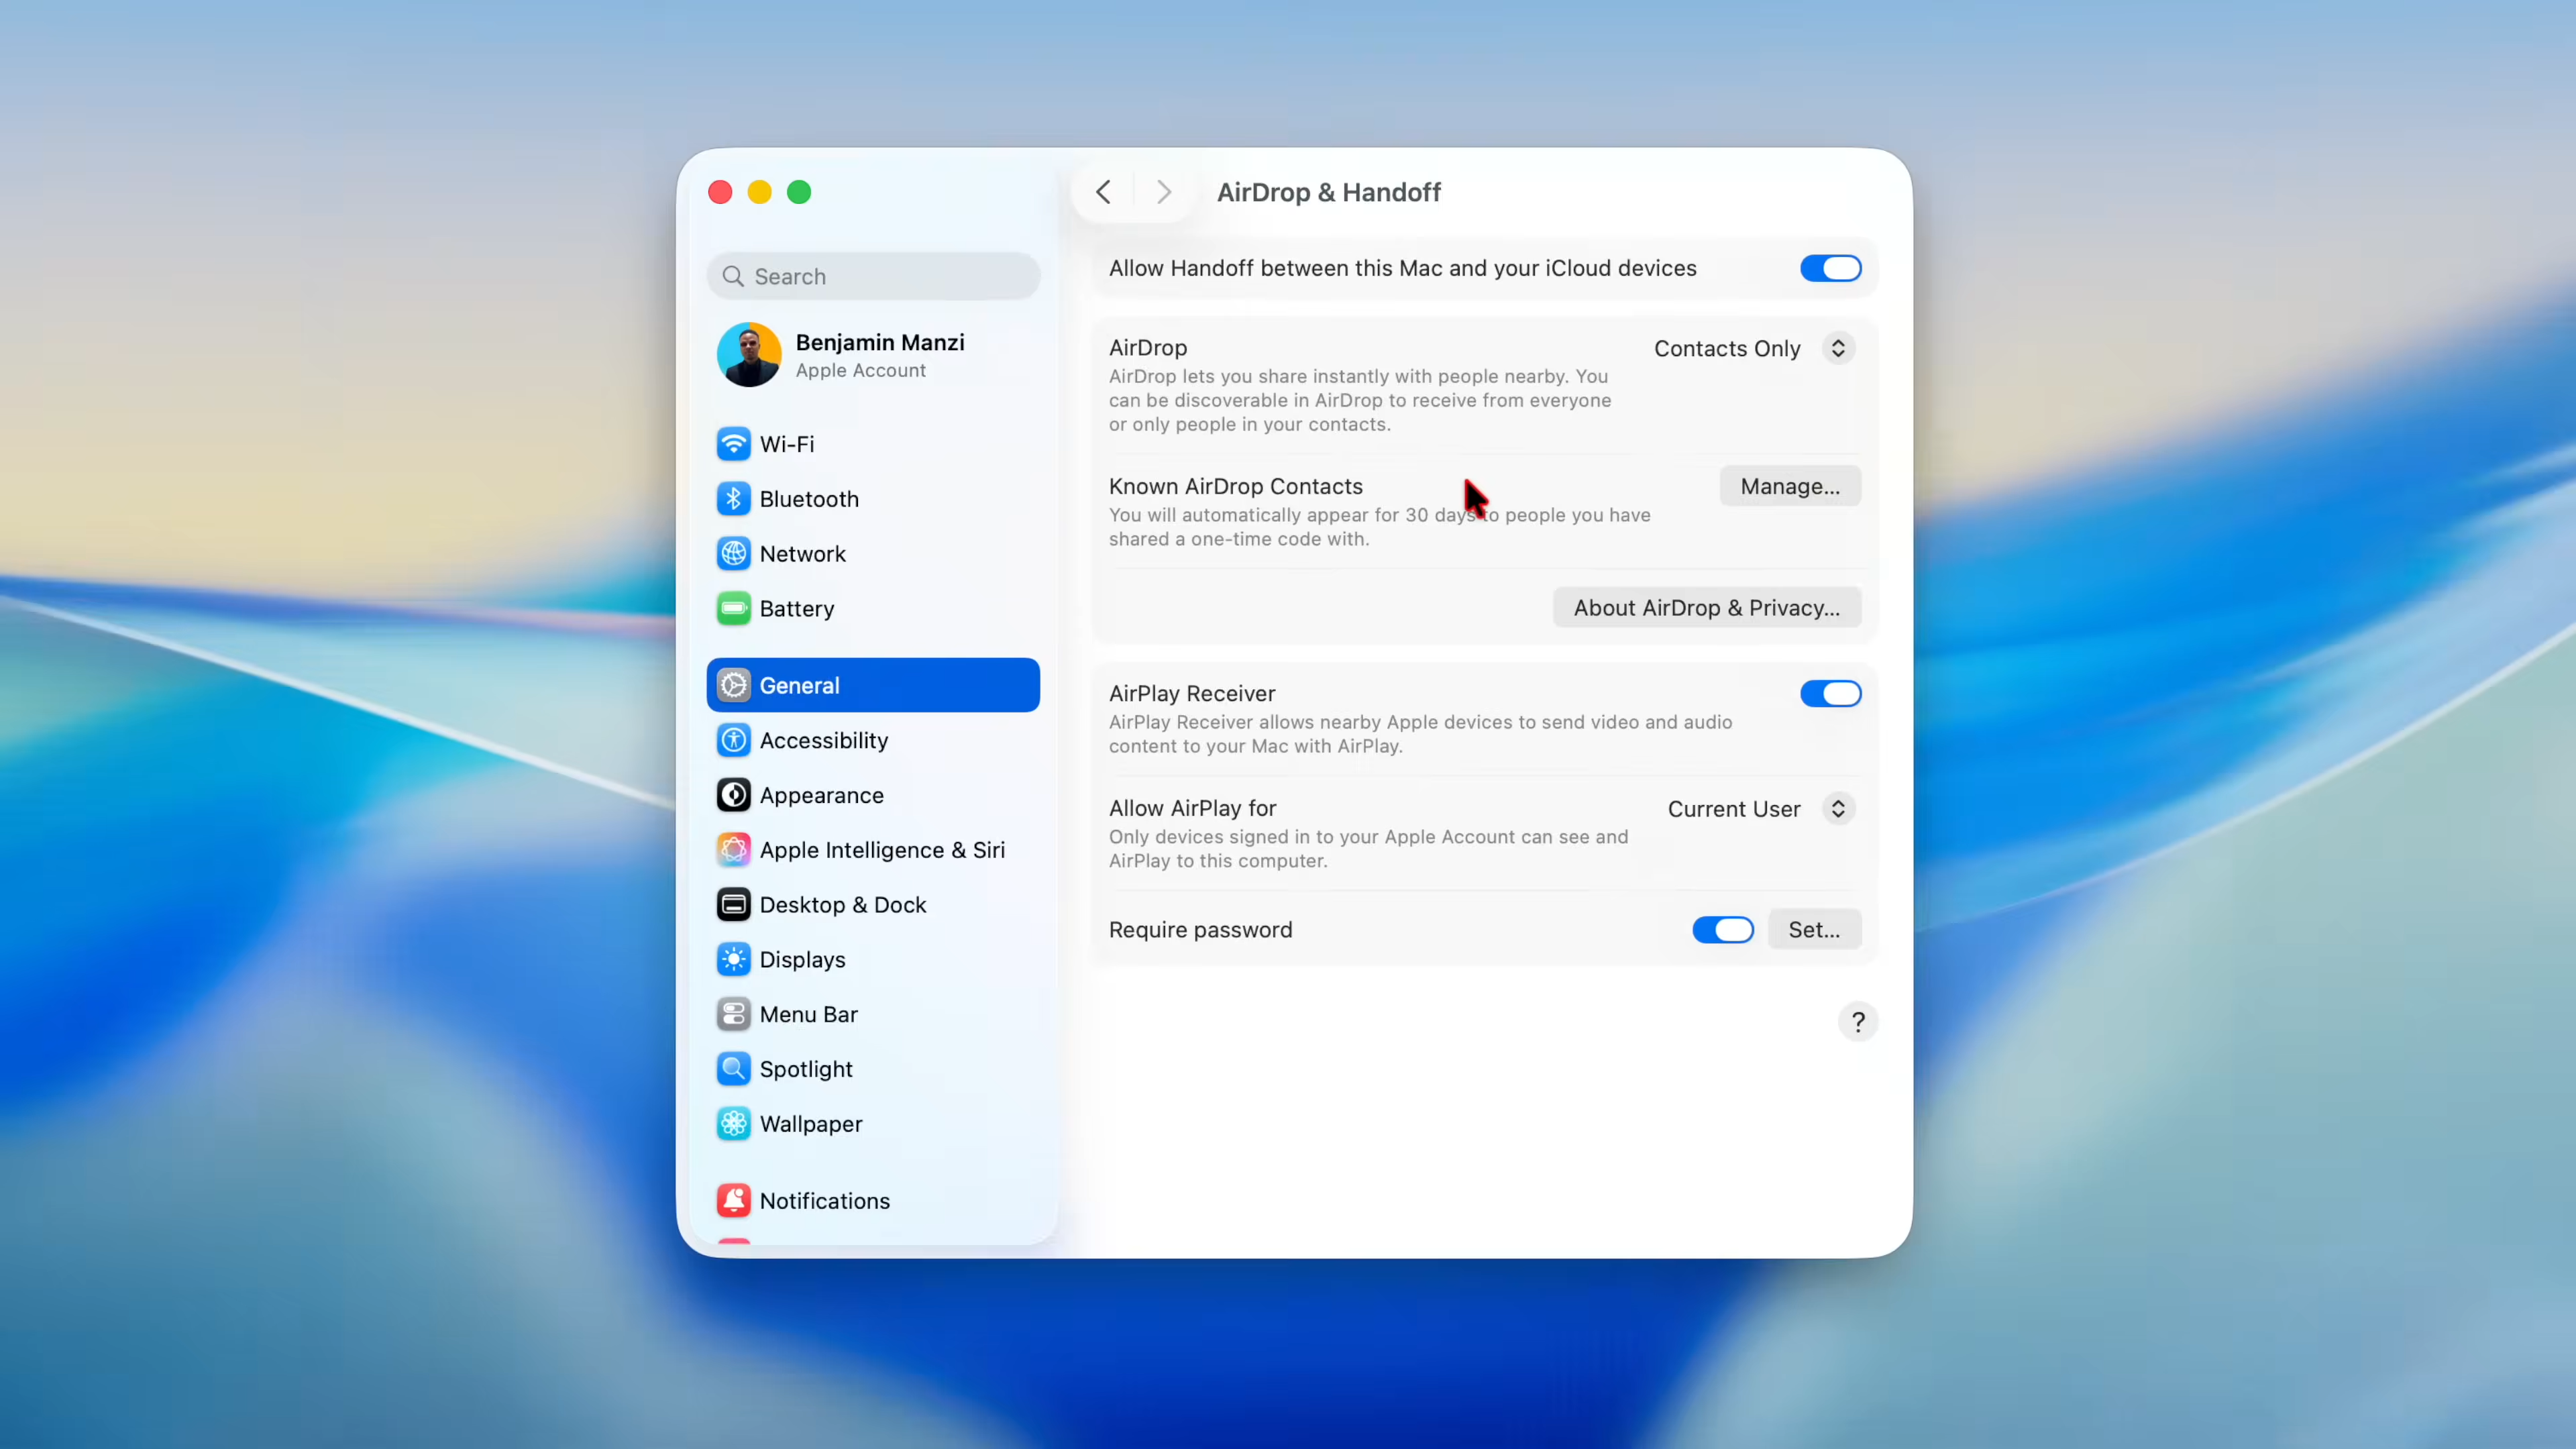 AirDrop & Handoff
Search
Benjamin Manzi
Apple Account
Wi-Fi
Bluetooth
Network
Battery
General
Accessibility
Appearance
Apple Intelligence & Siri
Desktop & Dock
Displays
Menu Bar
Spotlight
Wallpaper
Notifications
Allow Handoff between this Mac and your iCloud devices
AirDrop
Contacts Only
AirDrop lets you share instantly with people nearby. You
can be discoverable in AirDrop to receive from everyone
or only people in your contacts.
Known AirDrop Contacts
Manage...
You will automatically appear for 30 days to people you have
shared a one-time code with.
About AirDrop & Privacy...
AirPlay Receiver
AirPlay Receiver allows nearby Apple devices to send video and audio
content to your Mac with AirPlay.
Allow AirPlay for
Current User
Only devices signed in to your Apple Account can see and
AirPlay to this computer.
Require password
Set...
?